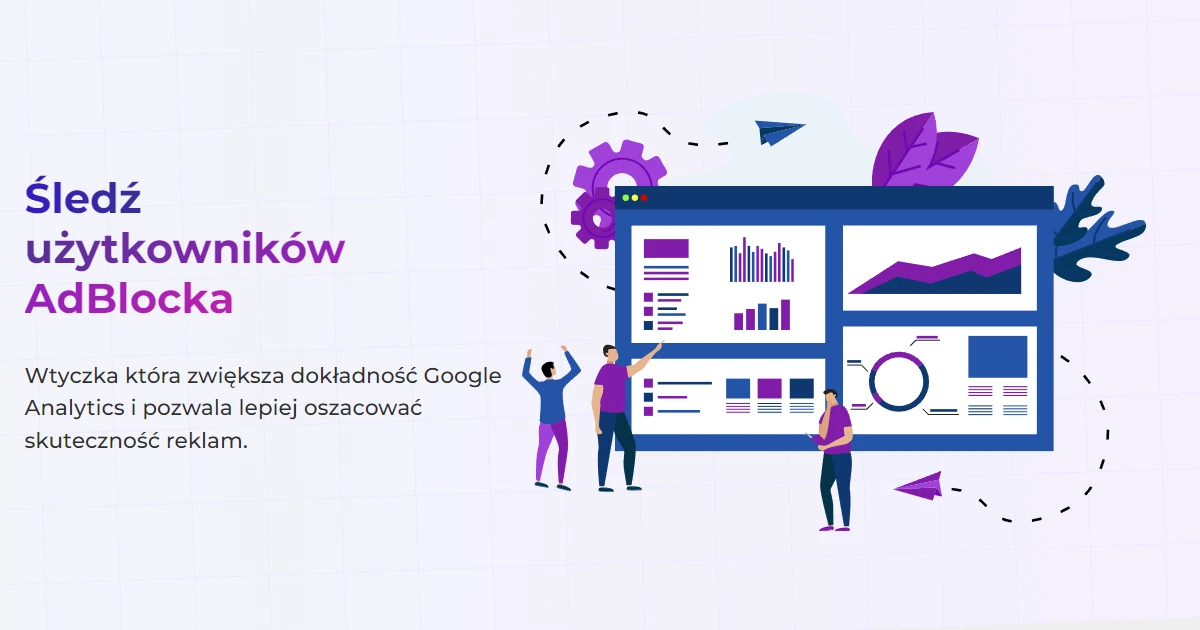 Śledź
użytkowników
AdBlocka
Wtyczka która zwiększa dokładność Google
Analytics i pozwala lepiej oszacować
skuteczność reklam.